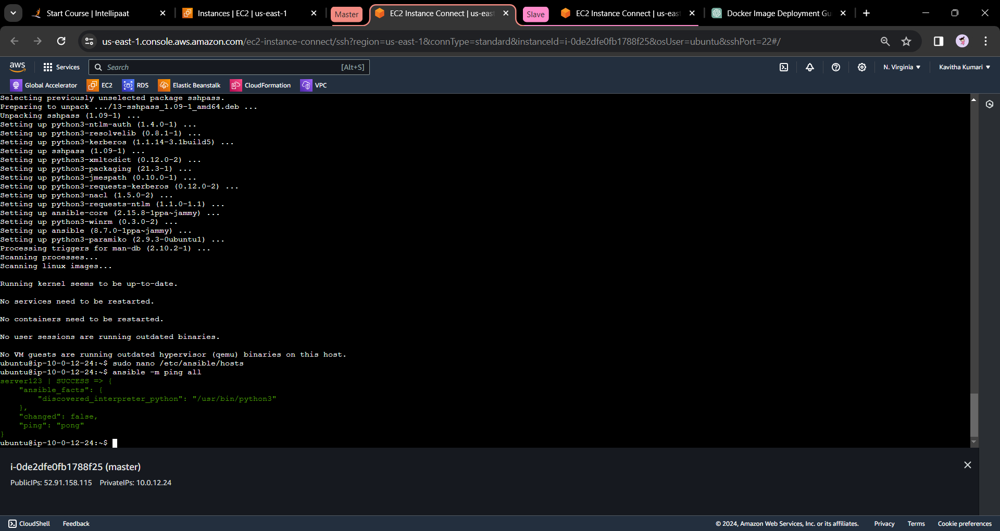 Start Course | Intellipaat
Instances | EC2 | us-east-1
Master
EC2 Instance Connect | us-east
Slave
EC2 Instance Connect | us-east
Docker Image Deployment Gu
us-east-1.console.aws.amazon.com/ec2-instance-connect/ssh?region=us-east-1&connType=standard&instanceId=i-0de2dfe0fb1788f25&osUser=ubuntu&sshPort=22#/
aws
Services
Search
[Alt+S]
N. Virginia
Kavitha Kumari
Global Accelerator
EC2
RDS
Elastic Beanstalk
CloudFormation
VPC
Selecting previously unselected package sshpass.
Preparing to unpack .../13-sshpass_1.09-1_amd64.deb ...
Unpacking sshpass (1.09-1) ...
Setting up python3-ntlm-auth (1.4.0-1) ...
Setting up python3-resolvelib (0.8.1-1) ...
Setting up python3-kerberos (1.1.14-3.1build5) ...
Setting up sshpass (1.09-1) ...
Setting up python3-xmltodict (0.12.0-2) ...
Setting up python3-packaging (21.3-1) ...
Setting up python3-jmespath (0.10.0-1) ...
Setting up python3-requests-kerberos (0.12.0-2) ...
Setting up python3-nacl (1.5.0-2) ...
Setting up python3-requests-ntlm (1.1.0-1.1) ...
Setting up ansible-core (2.15.8-1ppa~jammy) ...
Setting up python3-winrm (0.3.0-2) ...
Setting up ansible (8.7.0-1ppa~jammy) ...
Setting up python3-paramiko (2.9.3-0ubuntu1) ...
Processing triggers for man-db (2.10.2-1) ...
Scanning processes...
Scanning linux images...
Running kernel seems to be up-to-date.
No services need to be restarted.
No containers need to be restarted.
No user sessions are running outdated binaries.
No VM guests are running outdated hypervisor (qemu) binaries on this host.
ubuntu@ip-10-0-12-24:~$ sudo nano /etc/ansible/hosts
ubuntu@ip-10-0-12-24:~$ ansible -m ping all
server123 | SUCCESS => {
"ansible_facts": {
"discovered_interpreter_python": "/usr/bin/python3"
},
"changed": false,
"ping": "pong"
}
ubuntu@ip-10-0-12-24:~$
i-0de2dfe0fb1788f25 (master)
PublicIPs: 52.91.158.115 PrivateIPs: 10.0.12.24
CloudShell
Feedback
© 2024, Amazon Web Services, Inc. or its affiliates.
Privacy
Terms
Cookie preferences